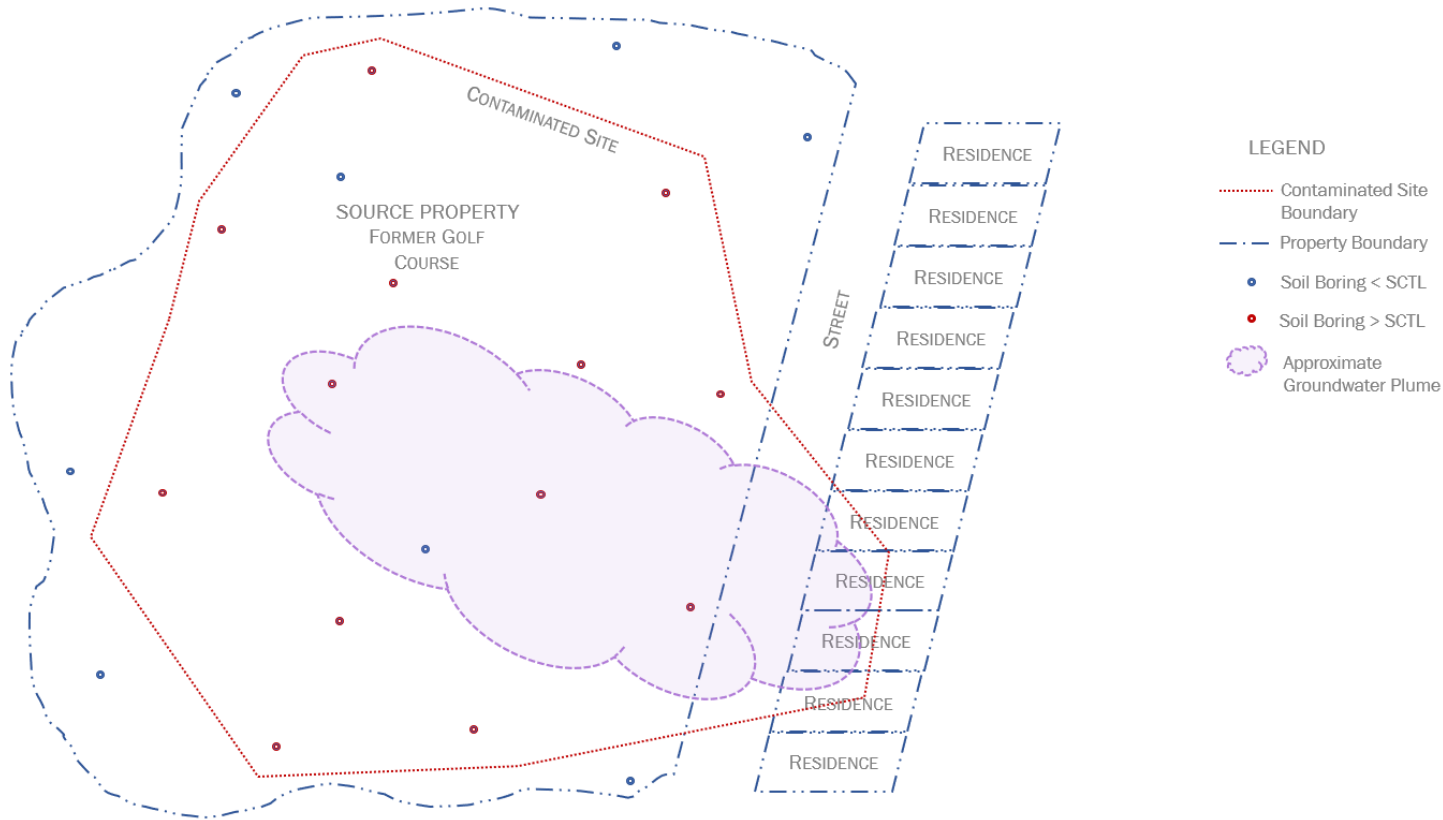 CONTAMINATED SITE
SOURCE PROPERTY
FORMER GOLF
COURSE
STREET
RESIDENCE
RESIDENCE
RESIDENCE
RESIDENCE
RESIDENCE
RESIDENCE
RESIDENCE
RESIDENCE
RESIDENCE
RESIDENCE
RESIDENCE
LEGEND
Contaminated Site
Boundary
Property Boundary
Soil Boring < SCTL
Soil Boring > SCTL
Approximate
Groundwater Plume